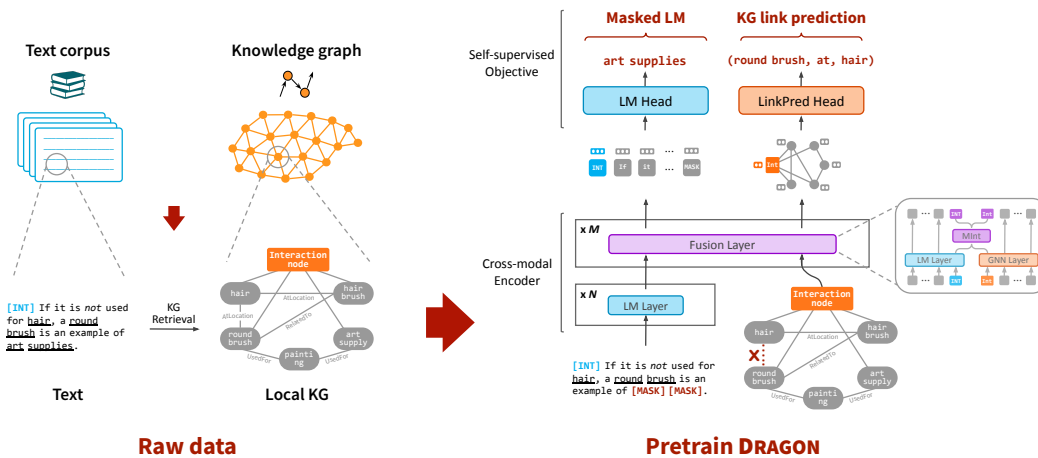 Text corpus
Knowledge graph
Interaction
node
hair
hair
brush
AtLocation
AtLocation
RelatedTo
round
brush
art
supply
painti
ng
UsedFor
UsedFor
[INT] If it is not used
for hair, a round
brush is an example of
art supplies.
KG
Retrieval
Text
Local KG
Raw data
Self-supervised
Objective
Masked LM
KG link prediction
art supplies
(round brush, at, hair)
LM Head
LinkPred Head
INT
If
it
...
MASK
Int
Cross-modal
Encoder
x M
Fusion Layer
x N
LM Layer
INT
Int
MInt
LM Layer
GNN Layer
INT
Int
Interaction
node
hair
hair
brush
AtLocation
X
RelatedTo
round
brush
art
supply
painti
ng
UsedFor
UsedFor
[INT] If it is not used for
hair, a round brush is an
example of [MASK] [MASK].
Pretrain DRAGON